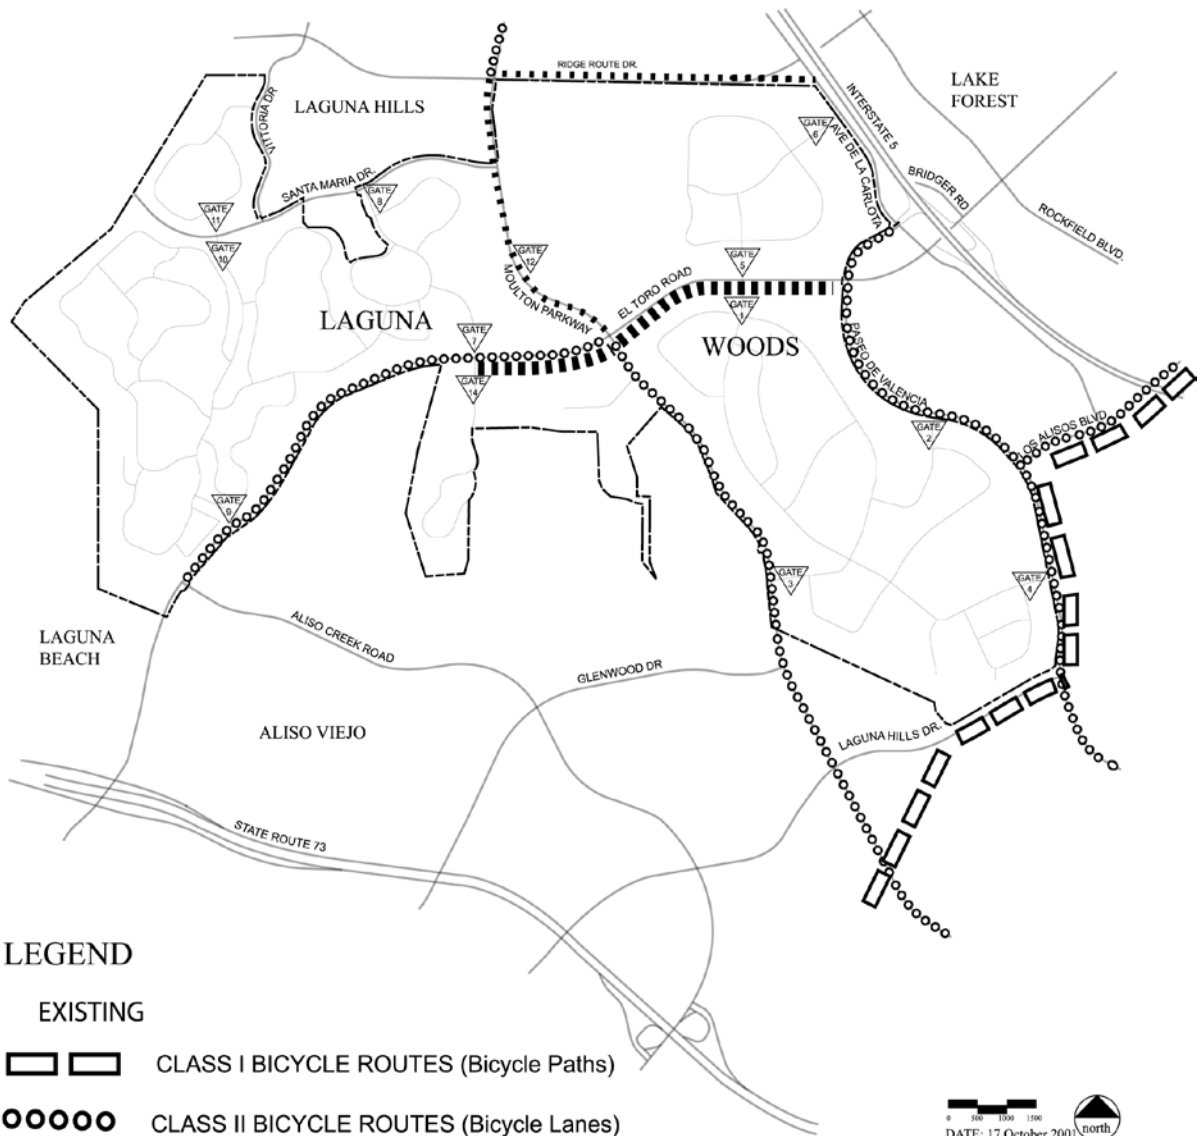 RIDGE ROUTE DR.
INTERSTATE 5
LAKE
FOREST
LAGUNA HILLS
VITTORIA DR
GATE
6
AVE DE LA CARLOTA
BRIDGER RD
ROCKFIELD BLVD.
SANTA MARIA DR.
GATE
8
GATE
11
GATE
10
GATE
12
GATE
5
MOULTON PARKWAY
EL TORO ROAD
GATE
1
LAGUNA
WOODS
GATE
7
GATE
14
PASEO DE VALENCIA
GATE
2
LOS ALISOS BLVD
GATE
9
GATE
3
GATE
4
LAGUNA
BEACH
ALISO CREEK ROAD
GLENWOOD DR
ALISO VIEJO
LAGUNA HILLS DR.
STATE ROUTE 73
LEGEND
EXISTING
CLASS I BICYCLE ROUTES (Bicycle Paths)
CLASS II BICYCLE ROUTES (Bicycle Lanes)
0 500 1000 1500
DATE: 17 October 2001
north